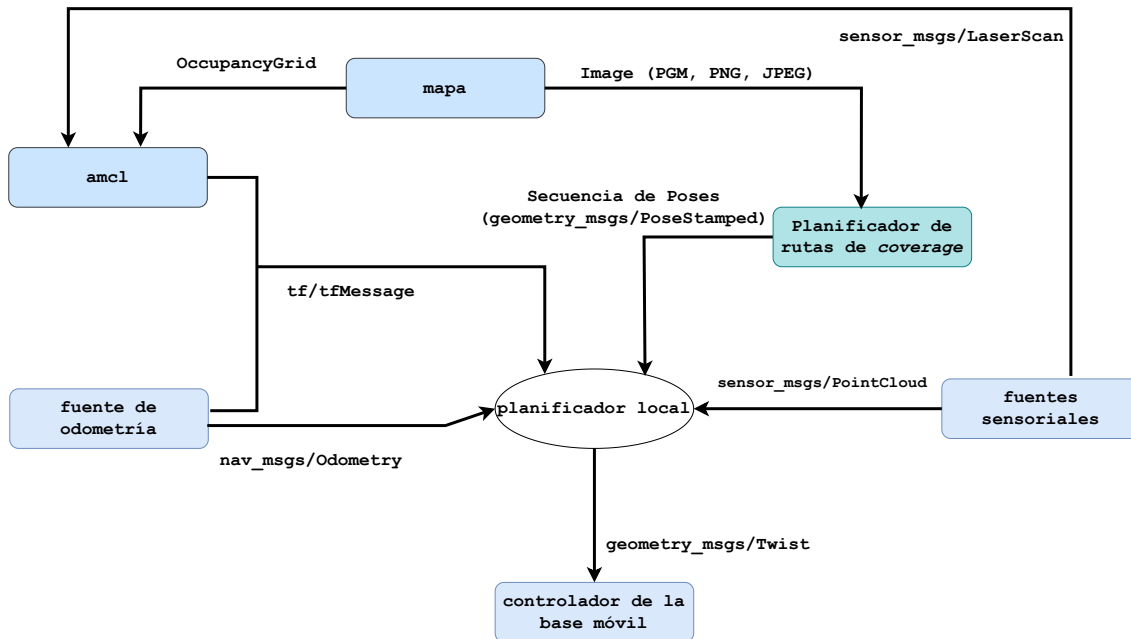 sensor_msgs/LaserScan
OccupancyGrid
Image (PGM, PNG, JPEG)
mapa
amcl
Secuencia de Poses
(geometry_msgs/PoseStamped)
Planificador de
rutas de coverage
tf/tfMessage
sensor_msgs/PointCloud
fuente de
odometría
planificador local
fuentes
sensoriales
nav_msgs/Odometry
geometry_msgs/Twist
controlador de la
base móvil